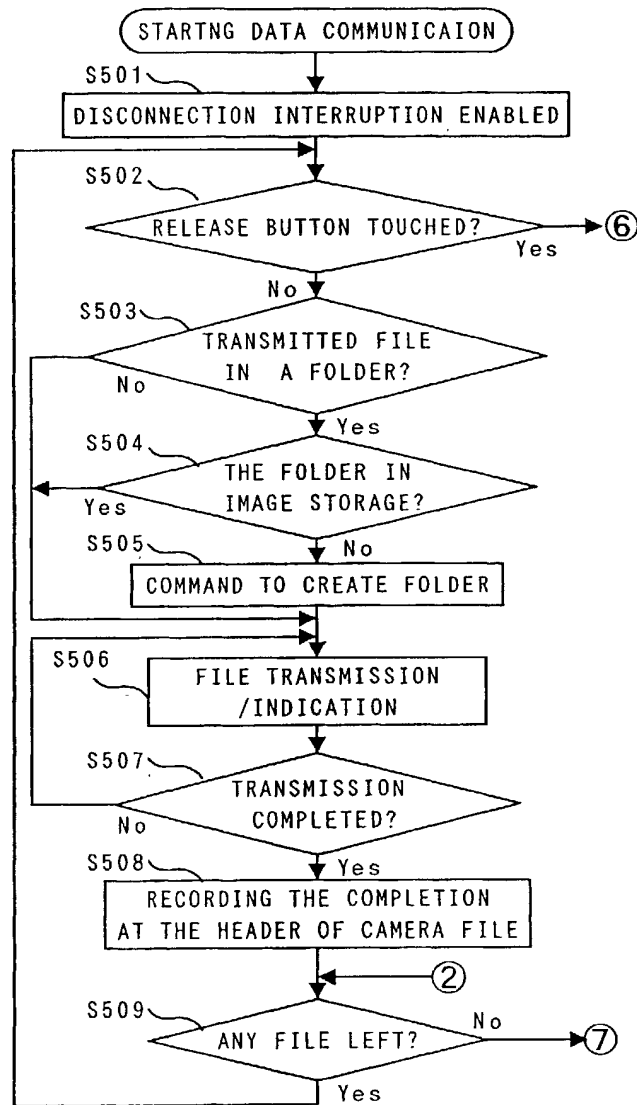 STARTNG DATA COMMUNICAION
S501
DISCONNECTION INTERRUPTION ENABLED
S502
RELEASE BUTTON TOUCHED?
⑥
Yes
No
S503
TRANSMITTED FILE
IN A FOLDER?
No
Yes
S504
THE FOLDER IN
IMAGE STORAGE?
Yes
No
S505
COMMAND TO CREATE FOLDER
S506
FILE TRANSMISSION
/INDICATION
S507
TRANSMISSION
COMPLETED?
No
Yes
S508
RECORDING THE COMPLETION
AT THE HEADER OF CAMERA FILE
②
S509
ANY FILE LEFT?
No
⑦
Yes